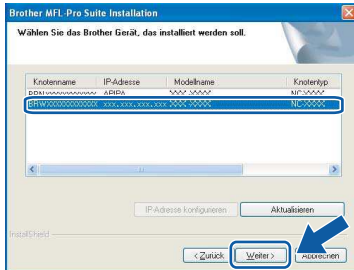 Brother MFL-Pro Suite Installation
Wählen Sie das Brother Gerät, das installiert werden soll.
Knotenname IP-Adresse Modellname Knotentyp
APIPA
BRWXXXXXXXXXXXX xxx.xxx.xxx.xxx
IP-Adresse konfigurieren Aktualisieren
InstallShield
< Zurück Weiter > Abbrechen